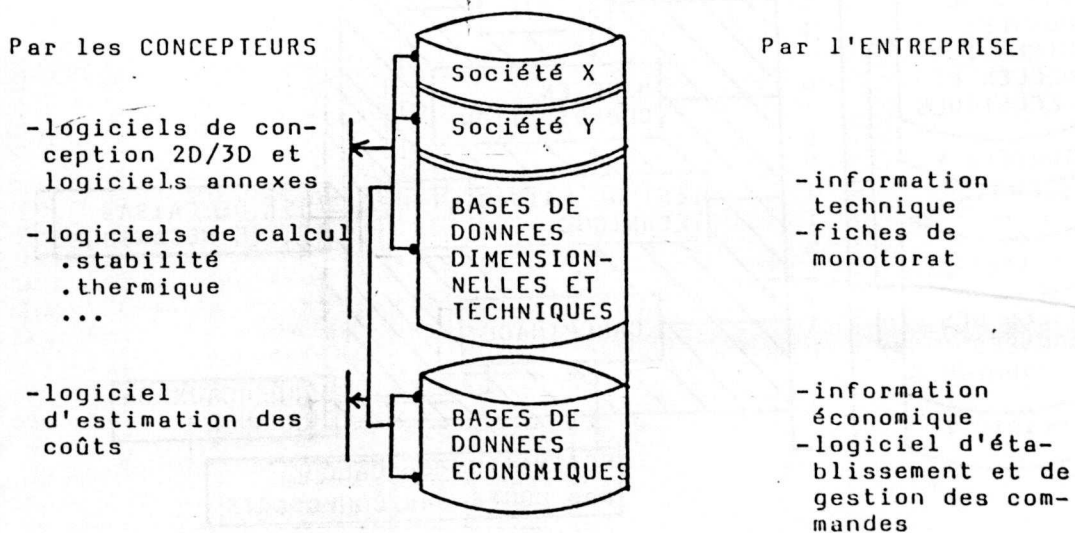 Par les CONCEPTEURS
-logiciels de con-
ception 2D/3D et
logiciels annexes
-logiciels de calcul
.stabilité
.thermique
...
-logiciel
d'estimation des
coûts
Société X
Société Y
BASES DE
DONNEES
DIMENSION-
NELLES ET
TECHNIQUES
BASES DE
DONNEES
ECONOMIQUES
Par l'ENTREPRISE
-information
technique
-fiches de
monotorat
-information
économique
-logiciel d'éta-
blissement et de
gestion des com-
mandes